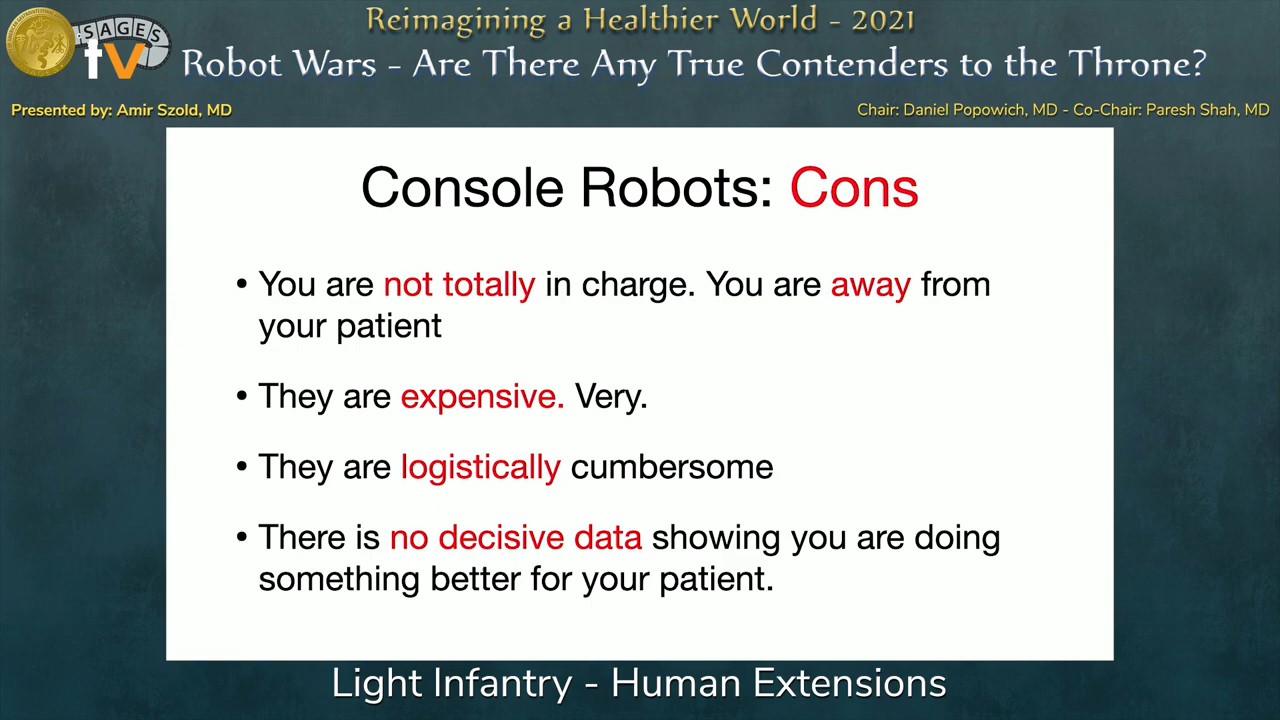 Reimagining a Healthier World - 2021
SAGES
tv
Robot Wars - Are There Any True Contenders to the Throne?
Presented by: Amir Szold, MD
Chair: Daniel Popowich, MD - Co-Chair: Paresh Shah, MD
Console Robots: Cons
• You are not totally in charge. You are away from
your patient
• They are expensive. Very.
• They are logistically cumbersome
• There is no decisive data showing you are doing
something better for your patient.
Light Infantry - Human Extensions